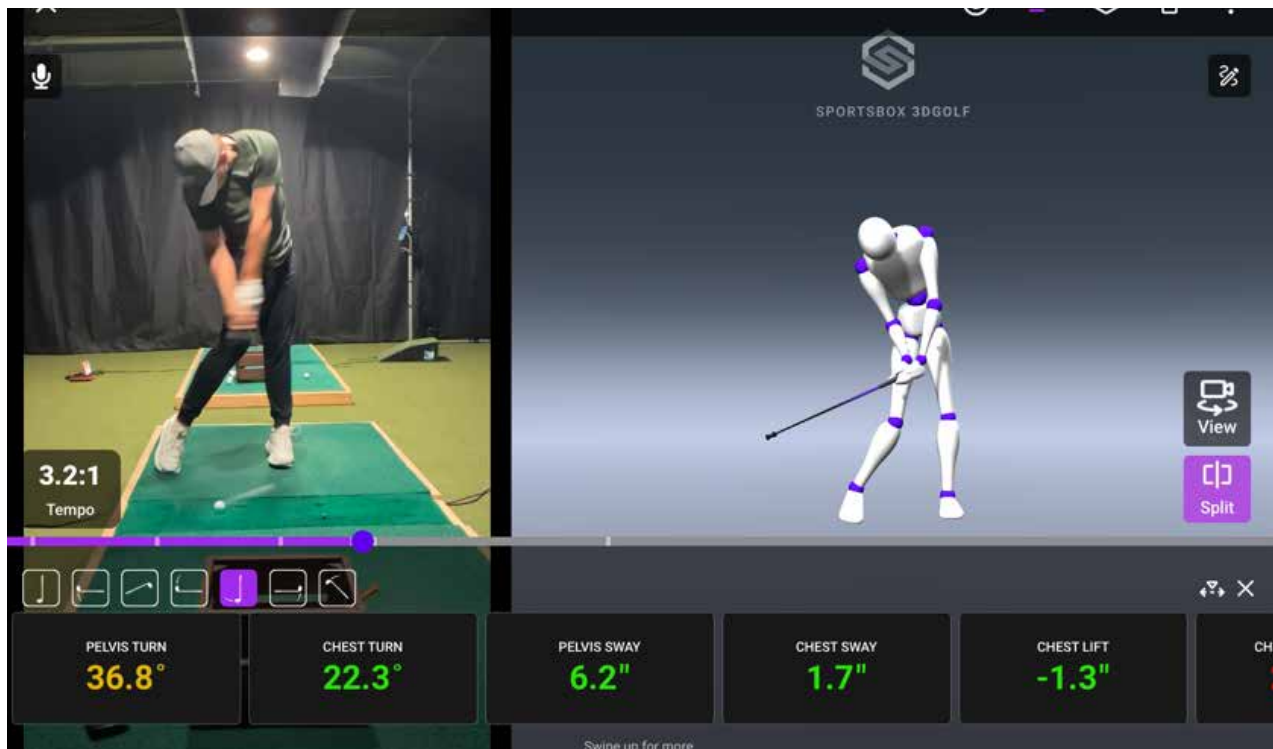 SPORTSBOX 3DGOLF
3.2:1
Tempo
View
Split
PELVIS TURN
36.8°
CHEST TURN
22.3°
PELVIS SWAY
6.2"
CHEST SWAY
1.7"
CHEST LIFT
-1.3"
CH
Swipe up for more